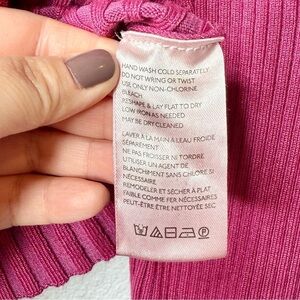 HAND WASH COLD SEPARATELY
DO NOT WRING OR TWIST
USE ONLY NON-CHLORINE
BLEACH
RESHAPE & LAY FLAT TO DRY
LOW IRON AS NEEDED
MAY BE DRY CLEANED
LAVER À LA MAIN A L'EAU FROIDE
SÉPARÉMENT
NE PAS FROISSER NI TORDRE
UTILISER UN AGENT DE
BLANCHIMENT SANS CHLORE SI
NÉCESSAIRE
REMODELER ET SÉCHER À PLAT
FAIBLE COMME FER NÉCESSAIRES
PEUT-ÊTRE ÊTRE NETTOYÉE SEC